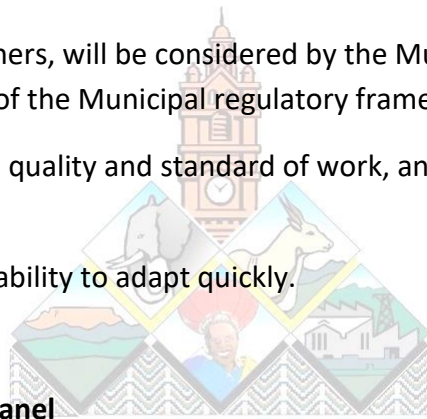 ners, will be considered by the Mu
of the Municipal regulatory frame
quality and standard of work, an
ability to adapt quickly.
anel